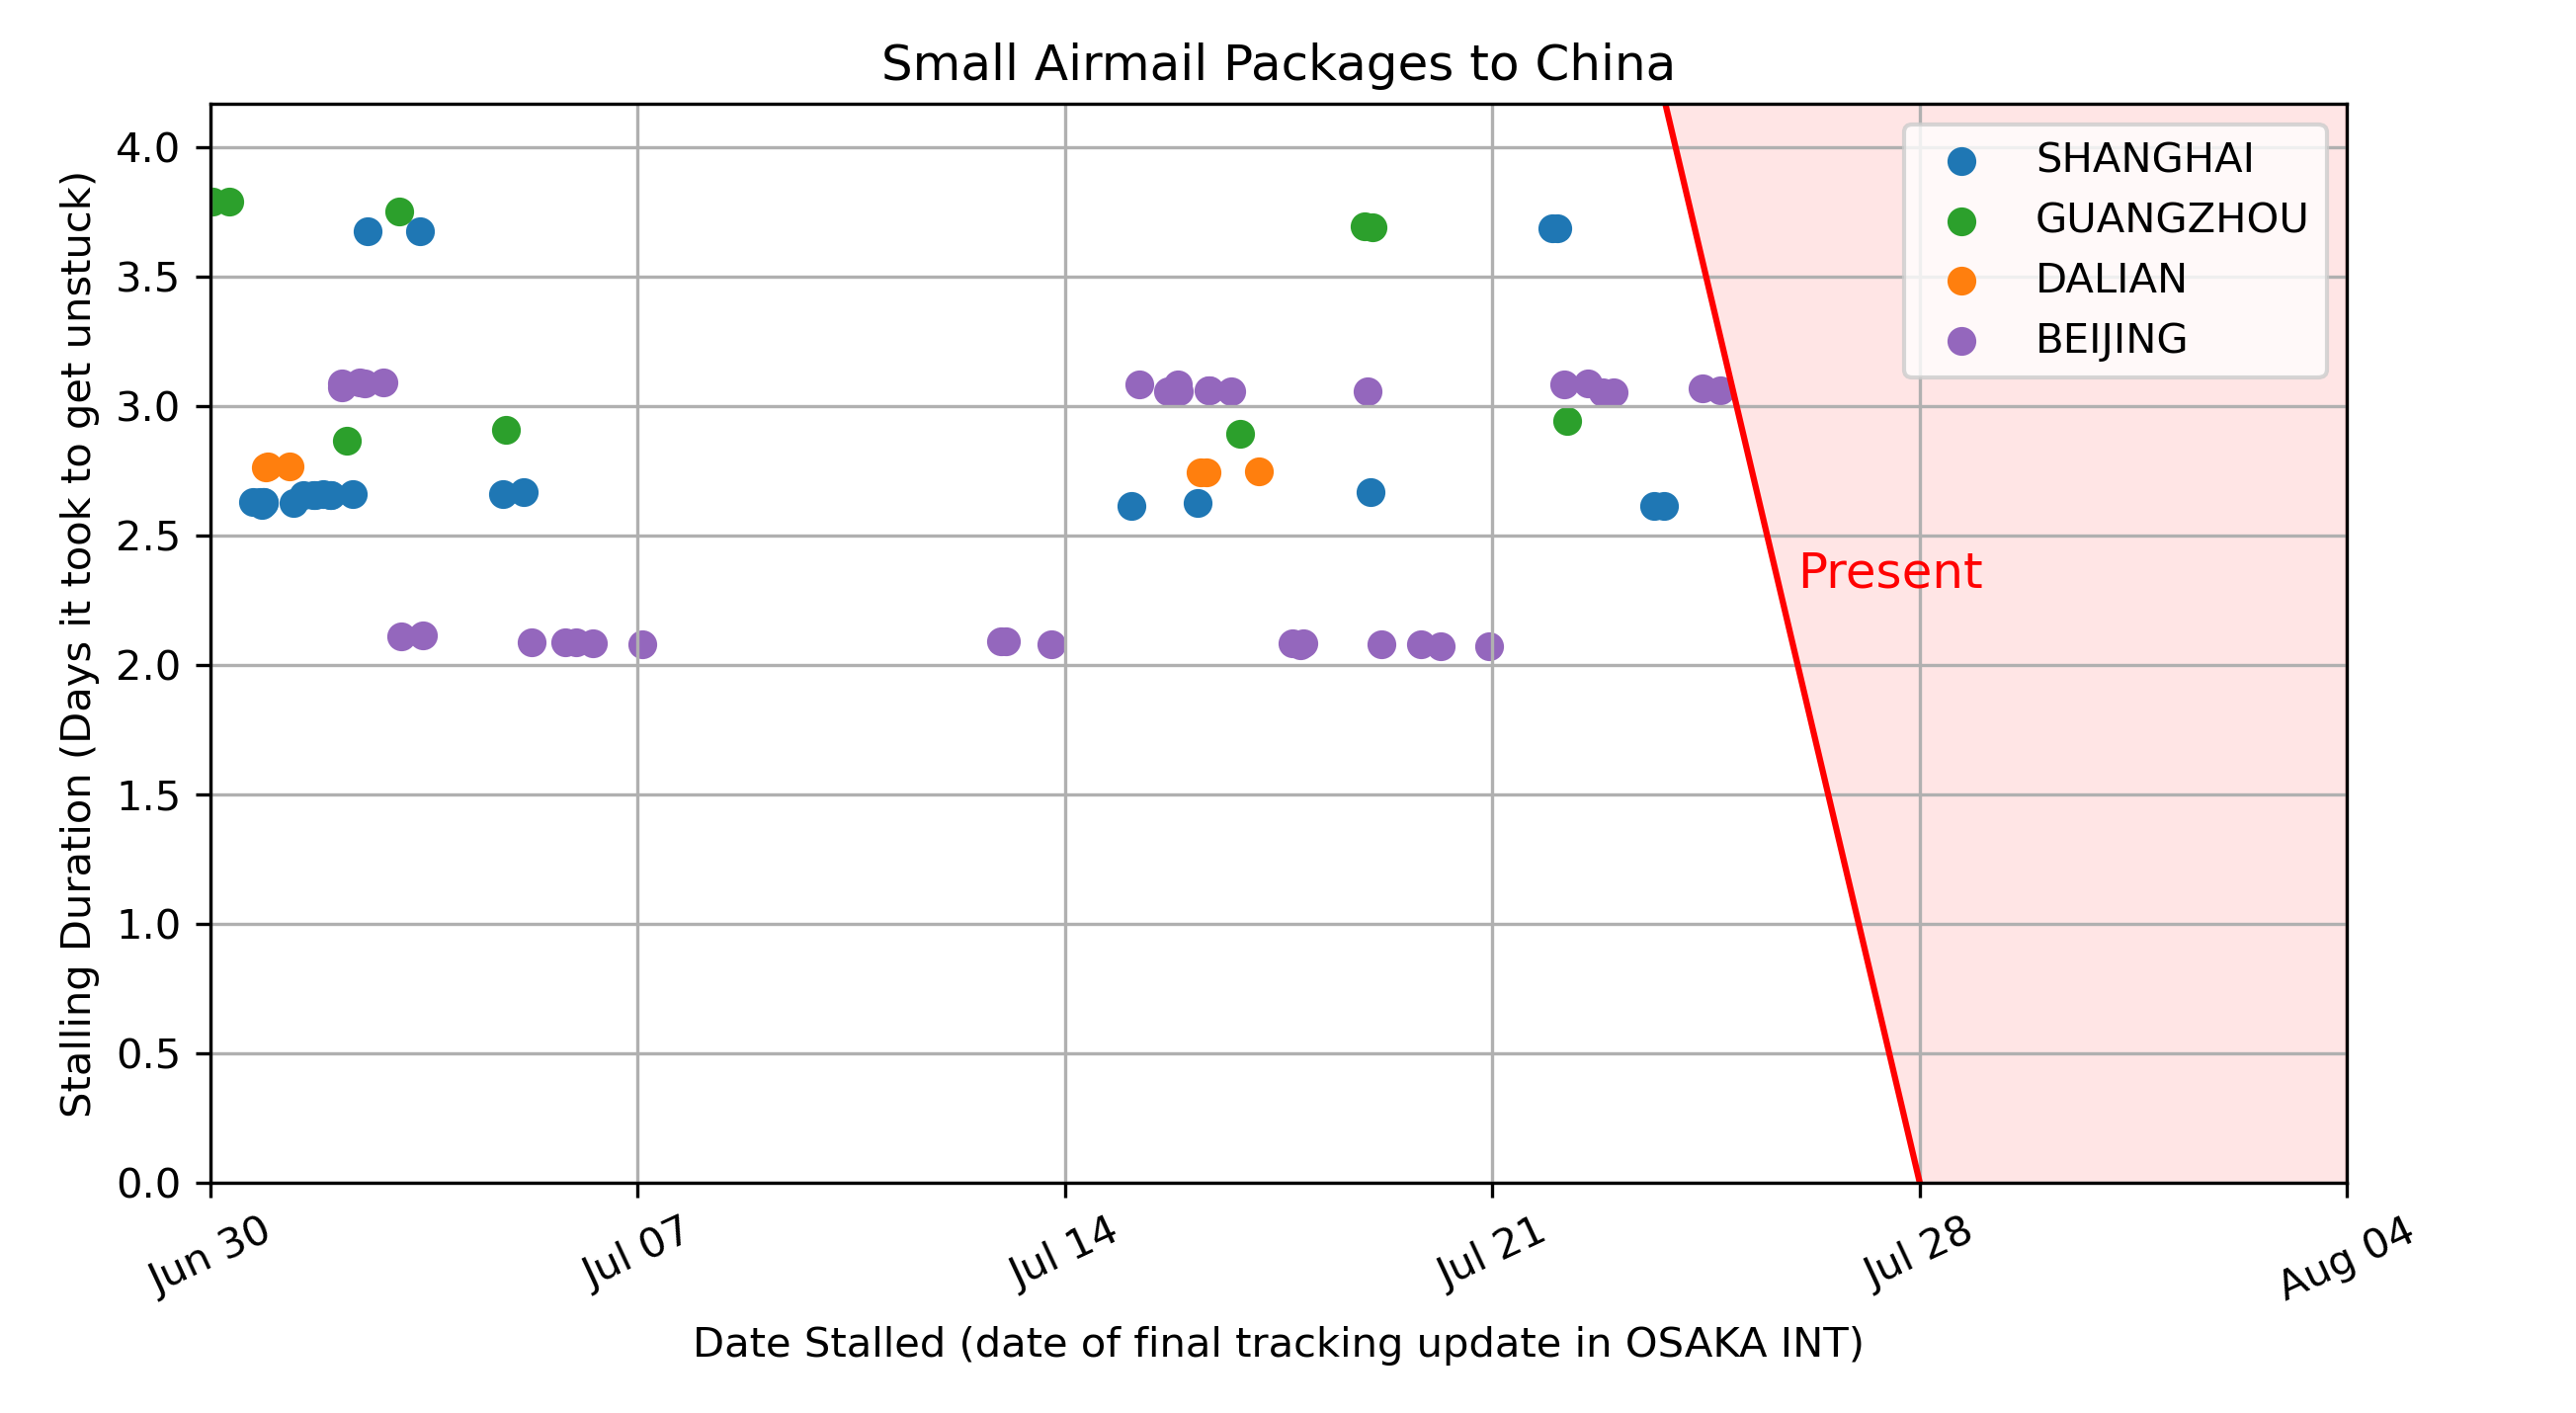 Small Airmail Packages to China
Stalling Duration (Days it took to get unstuck)
4.0
3.5
3.0
2.5
2.0
1.5
1.0
0.5
0.0
SHANGHAI
GUANGZHOU
DALIAN
BEIJING
Present
Jun 30
Jul 07
Jul 14
Jul 21
Jul 28
Aug 04
Date Stalled (date of final tracking update in OSAKA INT)